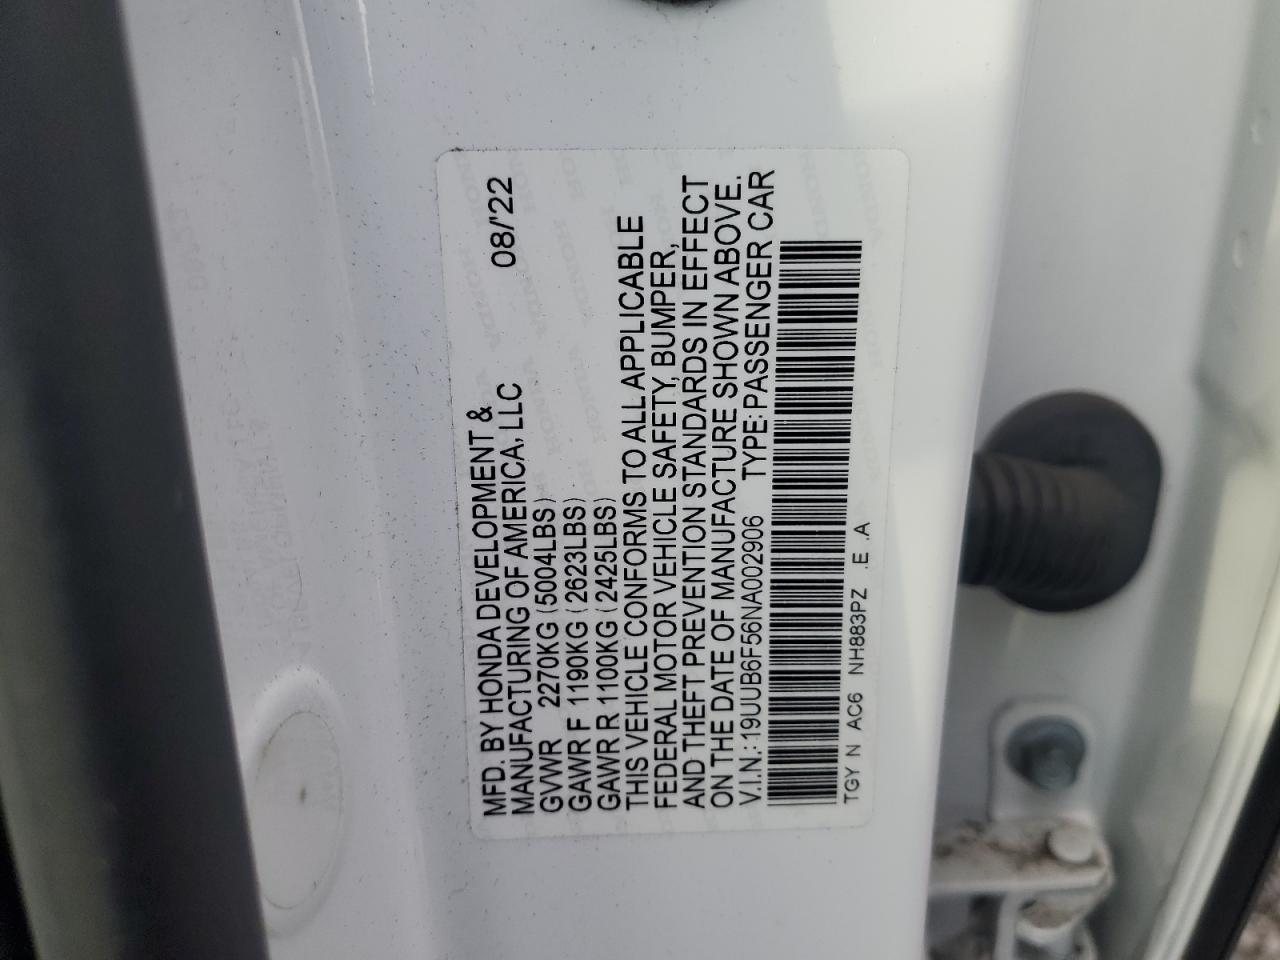 MFD. BY HONDA DEVELOPMENT & 08/'22
MANUFACTURING OF AMERICA, LLC
GVWR 2270KG (5004LBS)
GAWR F 1190KG (2623LBS)
GAWR R 1100KG (2425LBS)
THIS VEHICLE CONFORMS TO ALL APPLICABLE
FEDERAL MOTOR VEHICLE SAFETY, BUMPER,
AND THEFT PREVENTION STANDARDS IN EFFECT
ON THE DATE OF MANUFACTURE SHOWN ABOVE.
V.I.N.: 19UUB6F56NA002906 TYPE: PASSENGER CAR
TGY N AC6 NH883PZ .E .A